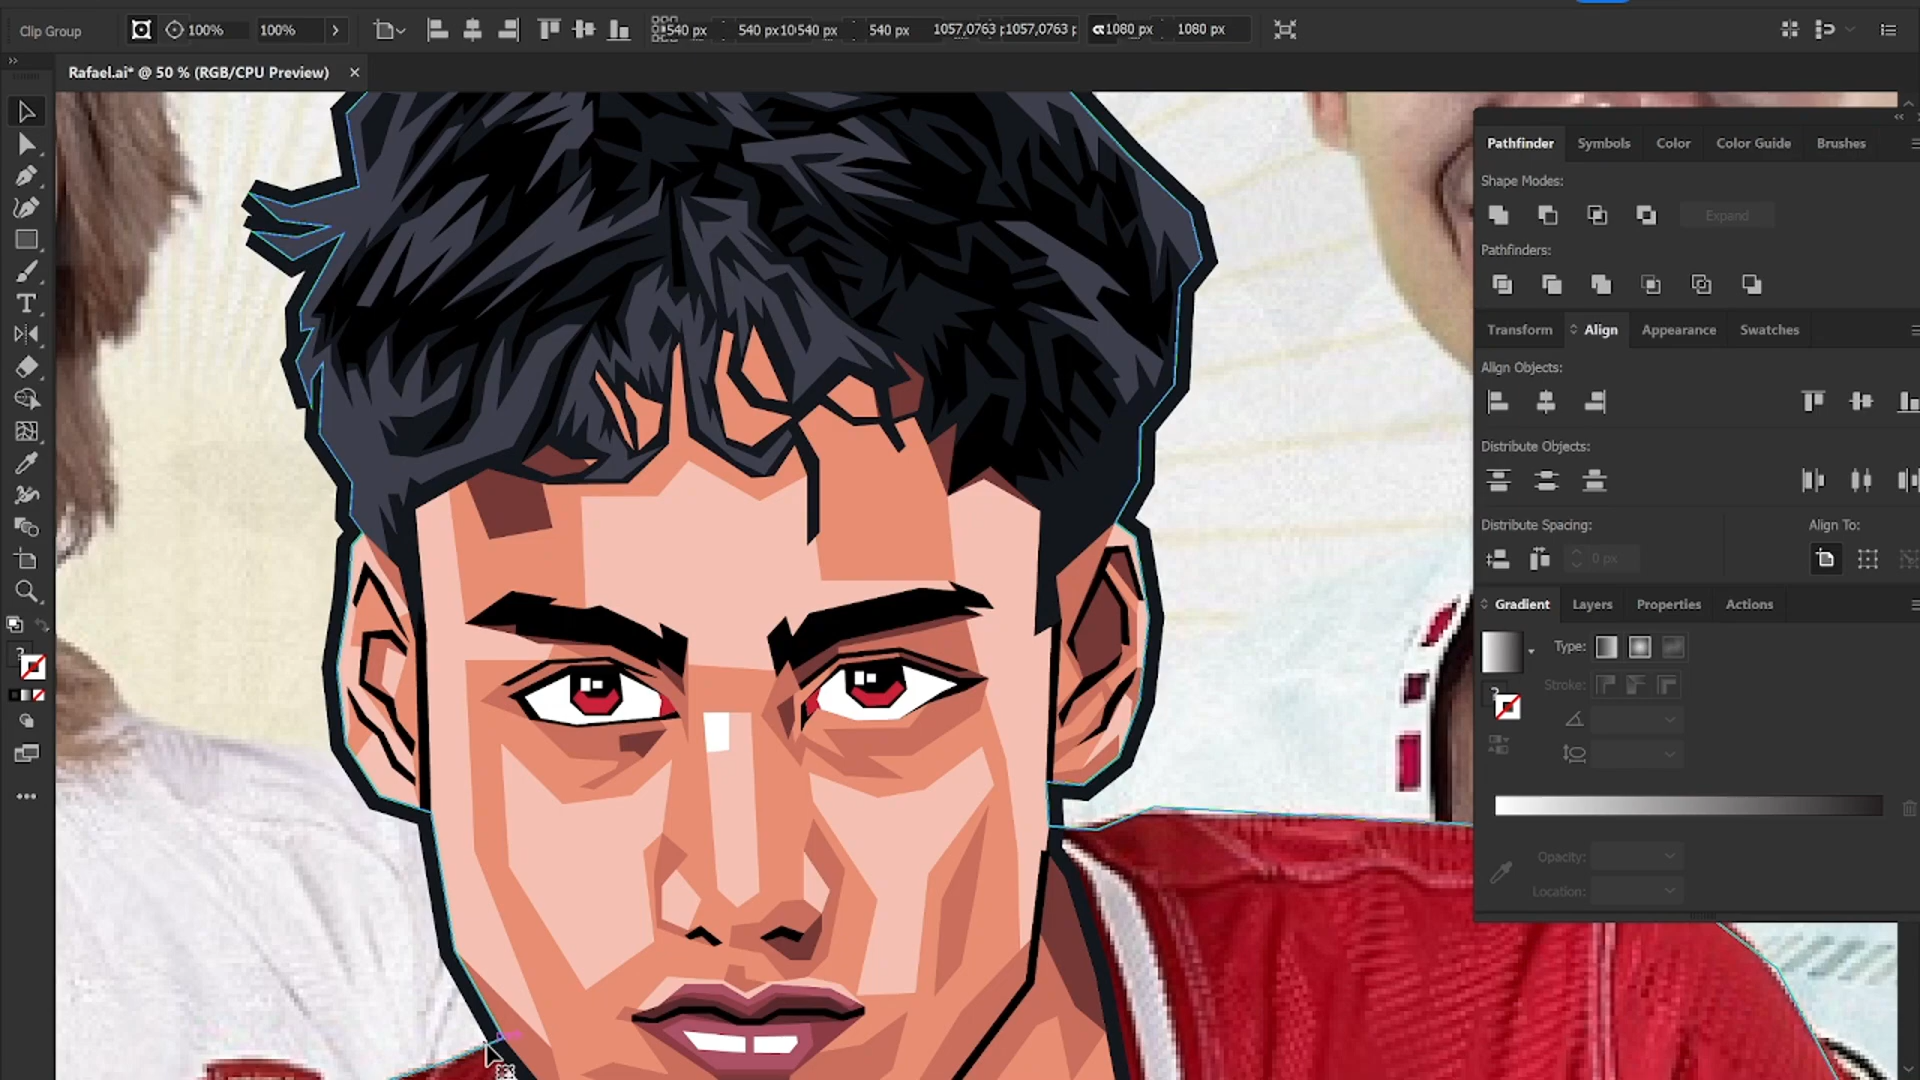 Clip Group
100%
100%
540 px
540 px
540 px
540 px
1057,0763
1057,0763 p
1080 px
1080 px
Rafael.ai* @ 50 % (RGB/CPU Preview)
Pathfinder
Symbols
Color
Color Guide
Brushes
Shape Modes:
Expand
Pathfinders:
Transform
Align
Appearance
Swatches
Align Objects:
Distribute Objects:
Distribute Spacing:
Align To:
0 px
Gradient
Layers
Properties
Actions
Type:
Stroke:
Opacity:
Location: